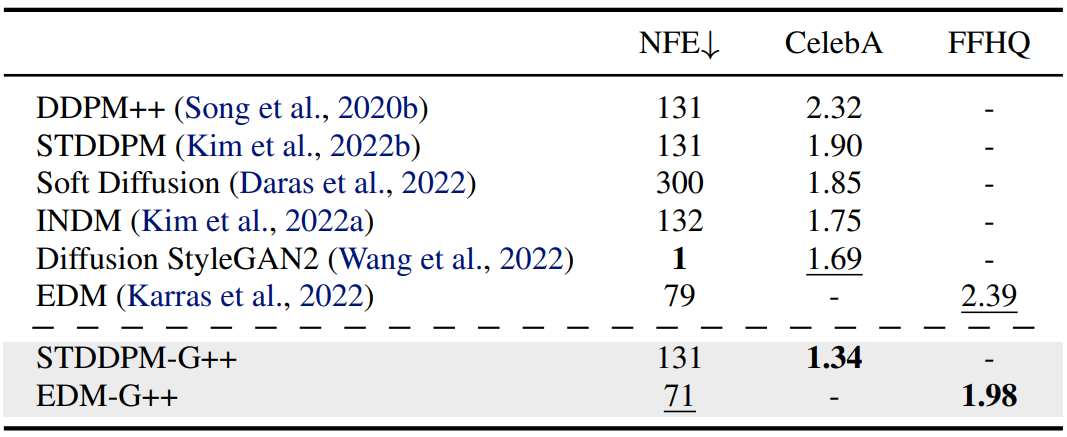 NFE↓ CelebA FFHQ
DDPM++ (Song et al., 2020b) 131 2.32 -
STDDPM (Kim et al., 2022b) 131 1.90 -
Soft Diffusion (Daras et al., 2022) 300 1.85 -
INDM (Kim et al., 2022a) 132 1.75 -
Diffusion StyleGAN2 (Wang et al., 2022) 1 1.69 -
EDM (Karras et al., 2022) 79 - 2.39
STDDPM-G++ 131 1.34 -
EDM-G++ 71 - 1.98